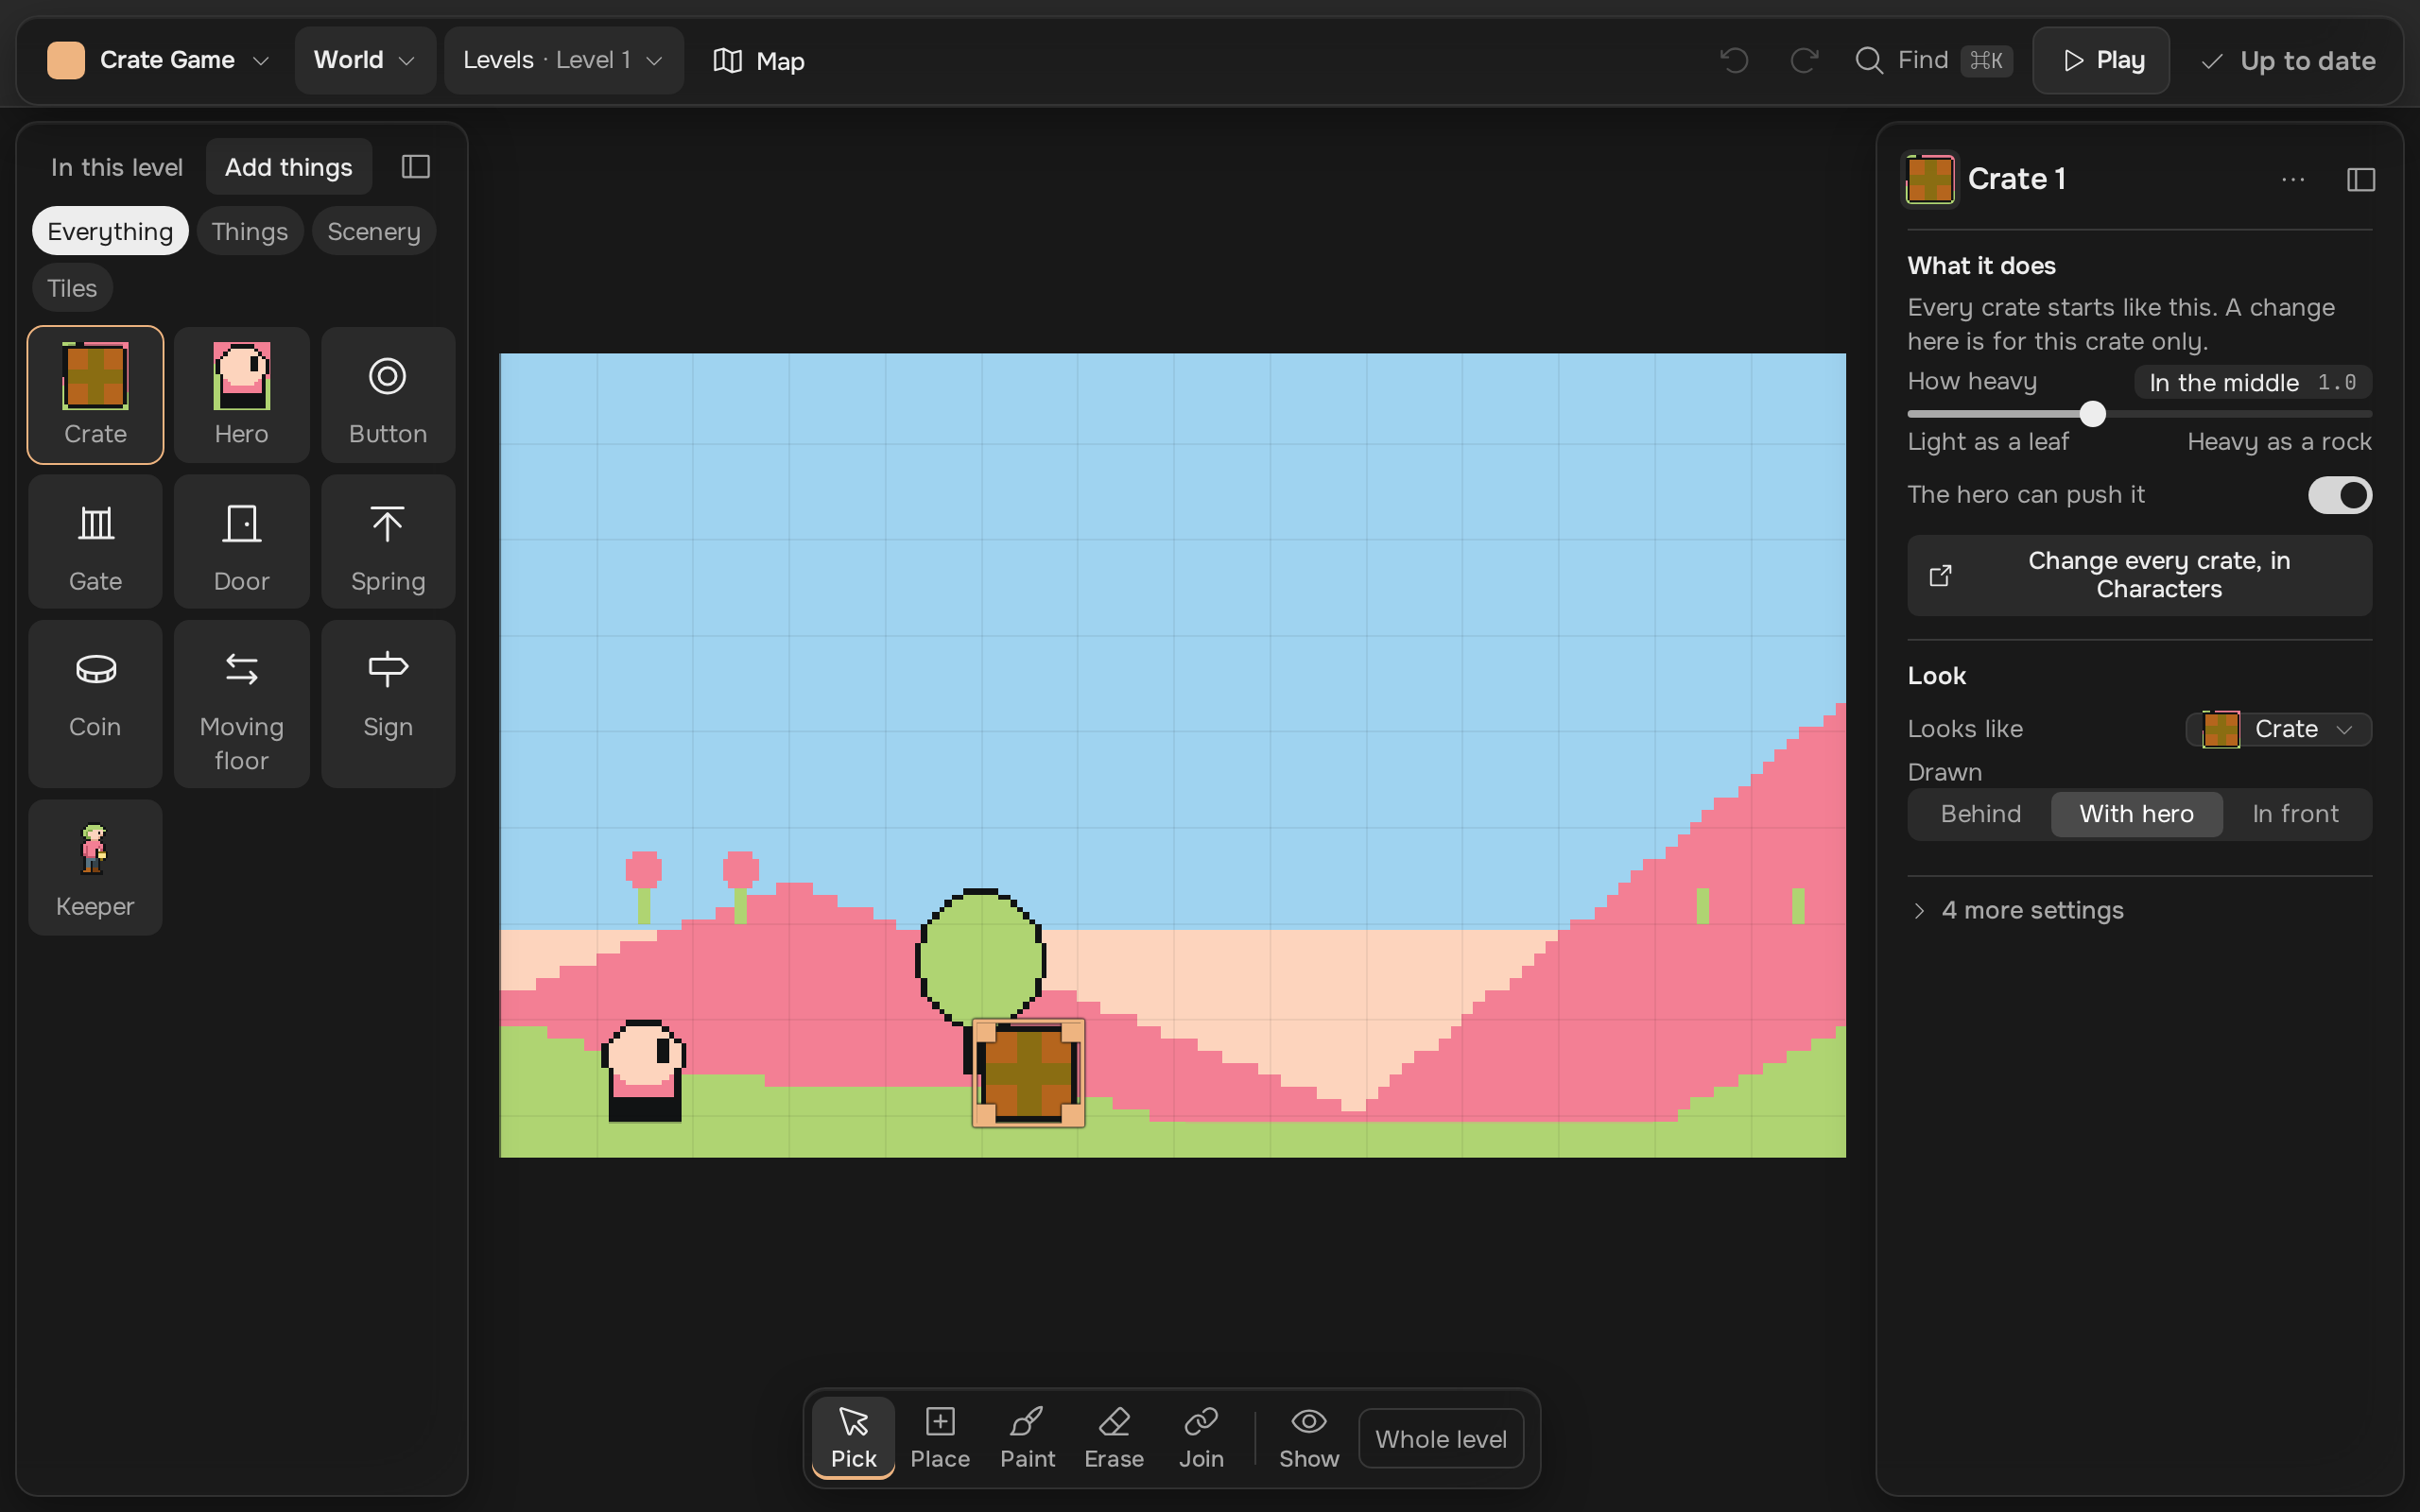 Crate Game
World
Levels · Level 1
Map
Find ⌘K
Play
Up to date
In this level
Add things
Everything
Things
Scenery
Tiles
Crate
Hero
Button
Gate
Door
Spring
Coin
Moving
floor
Sign
Keeper
Pick
Place
Paint
Erase
Join
Show
Whole level
Crate 1
What it does
Every crate starts like this. A change
here is for this crate only.
How heavy
In the middle 1.0
Light as a leaf
Heavy as a rock
The hero can push it
Change every crate, in
Characters
Look
Looks like
Crate
Drawn
Behind
With hero
In front
4 more settings